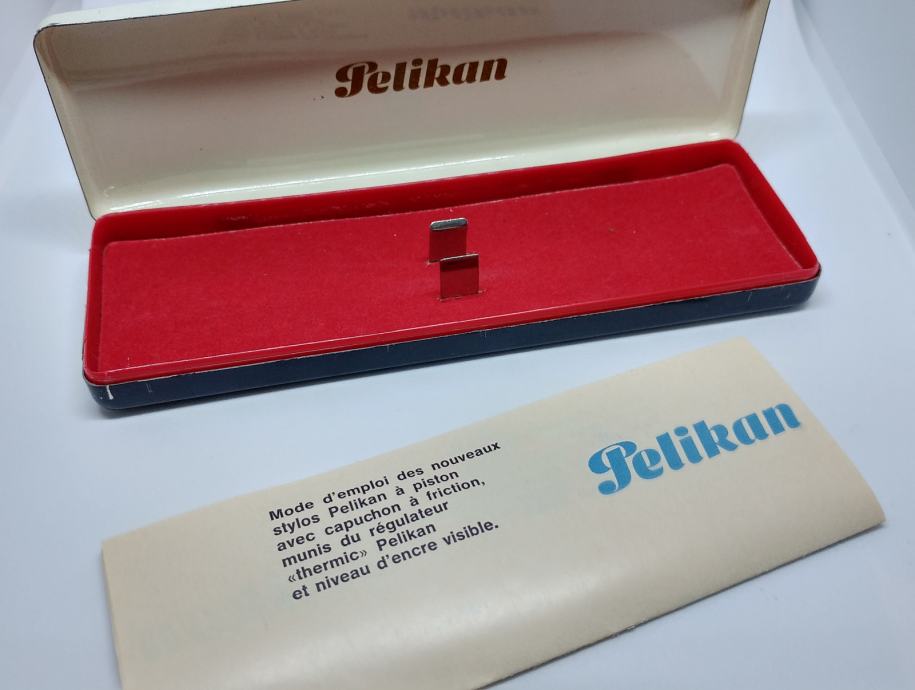 Pelikan
Pelikan
Mode d'emploi des nouveaux
stylos Pelikan à piston
avec capuchon à friction,
munis du régulateur
«thermic» Pelikan
et niveau d'encre visible.